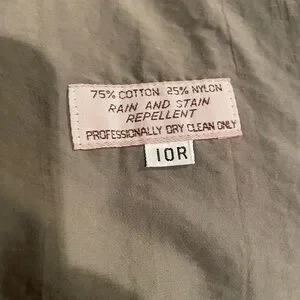 75% COTTON 25% NYLON
RAIN AND STAIN
REPELLENT
PROFESSIONALLY DRY CLEAN ONLY
10R